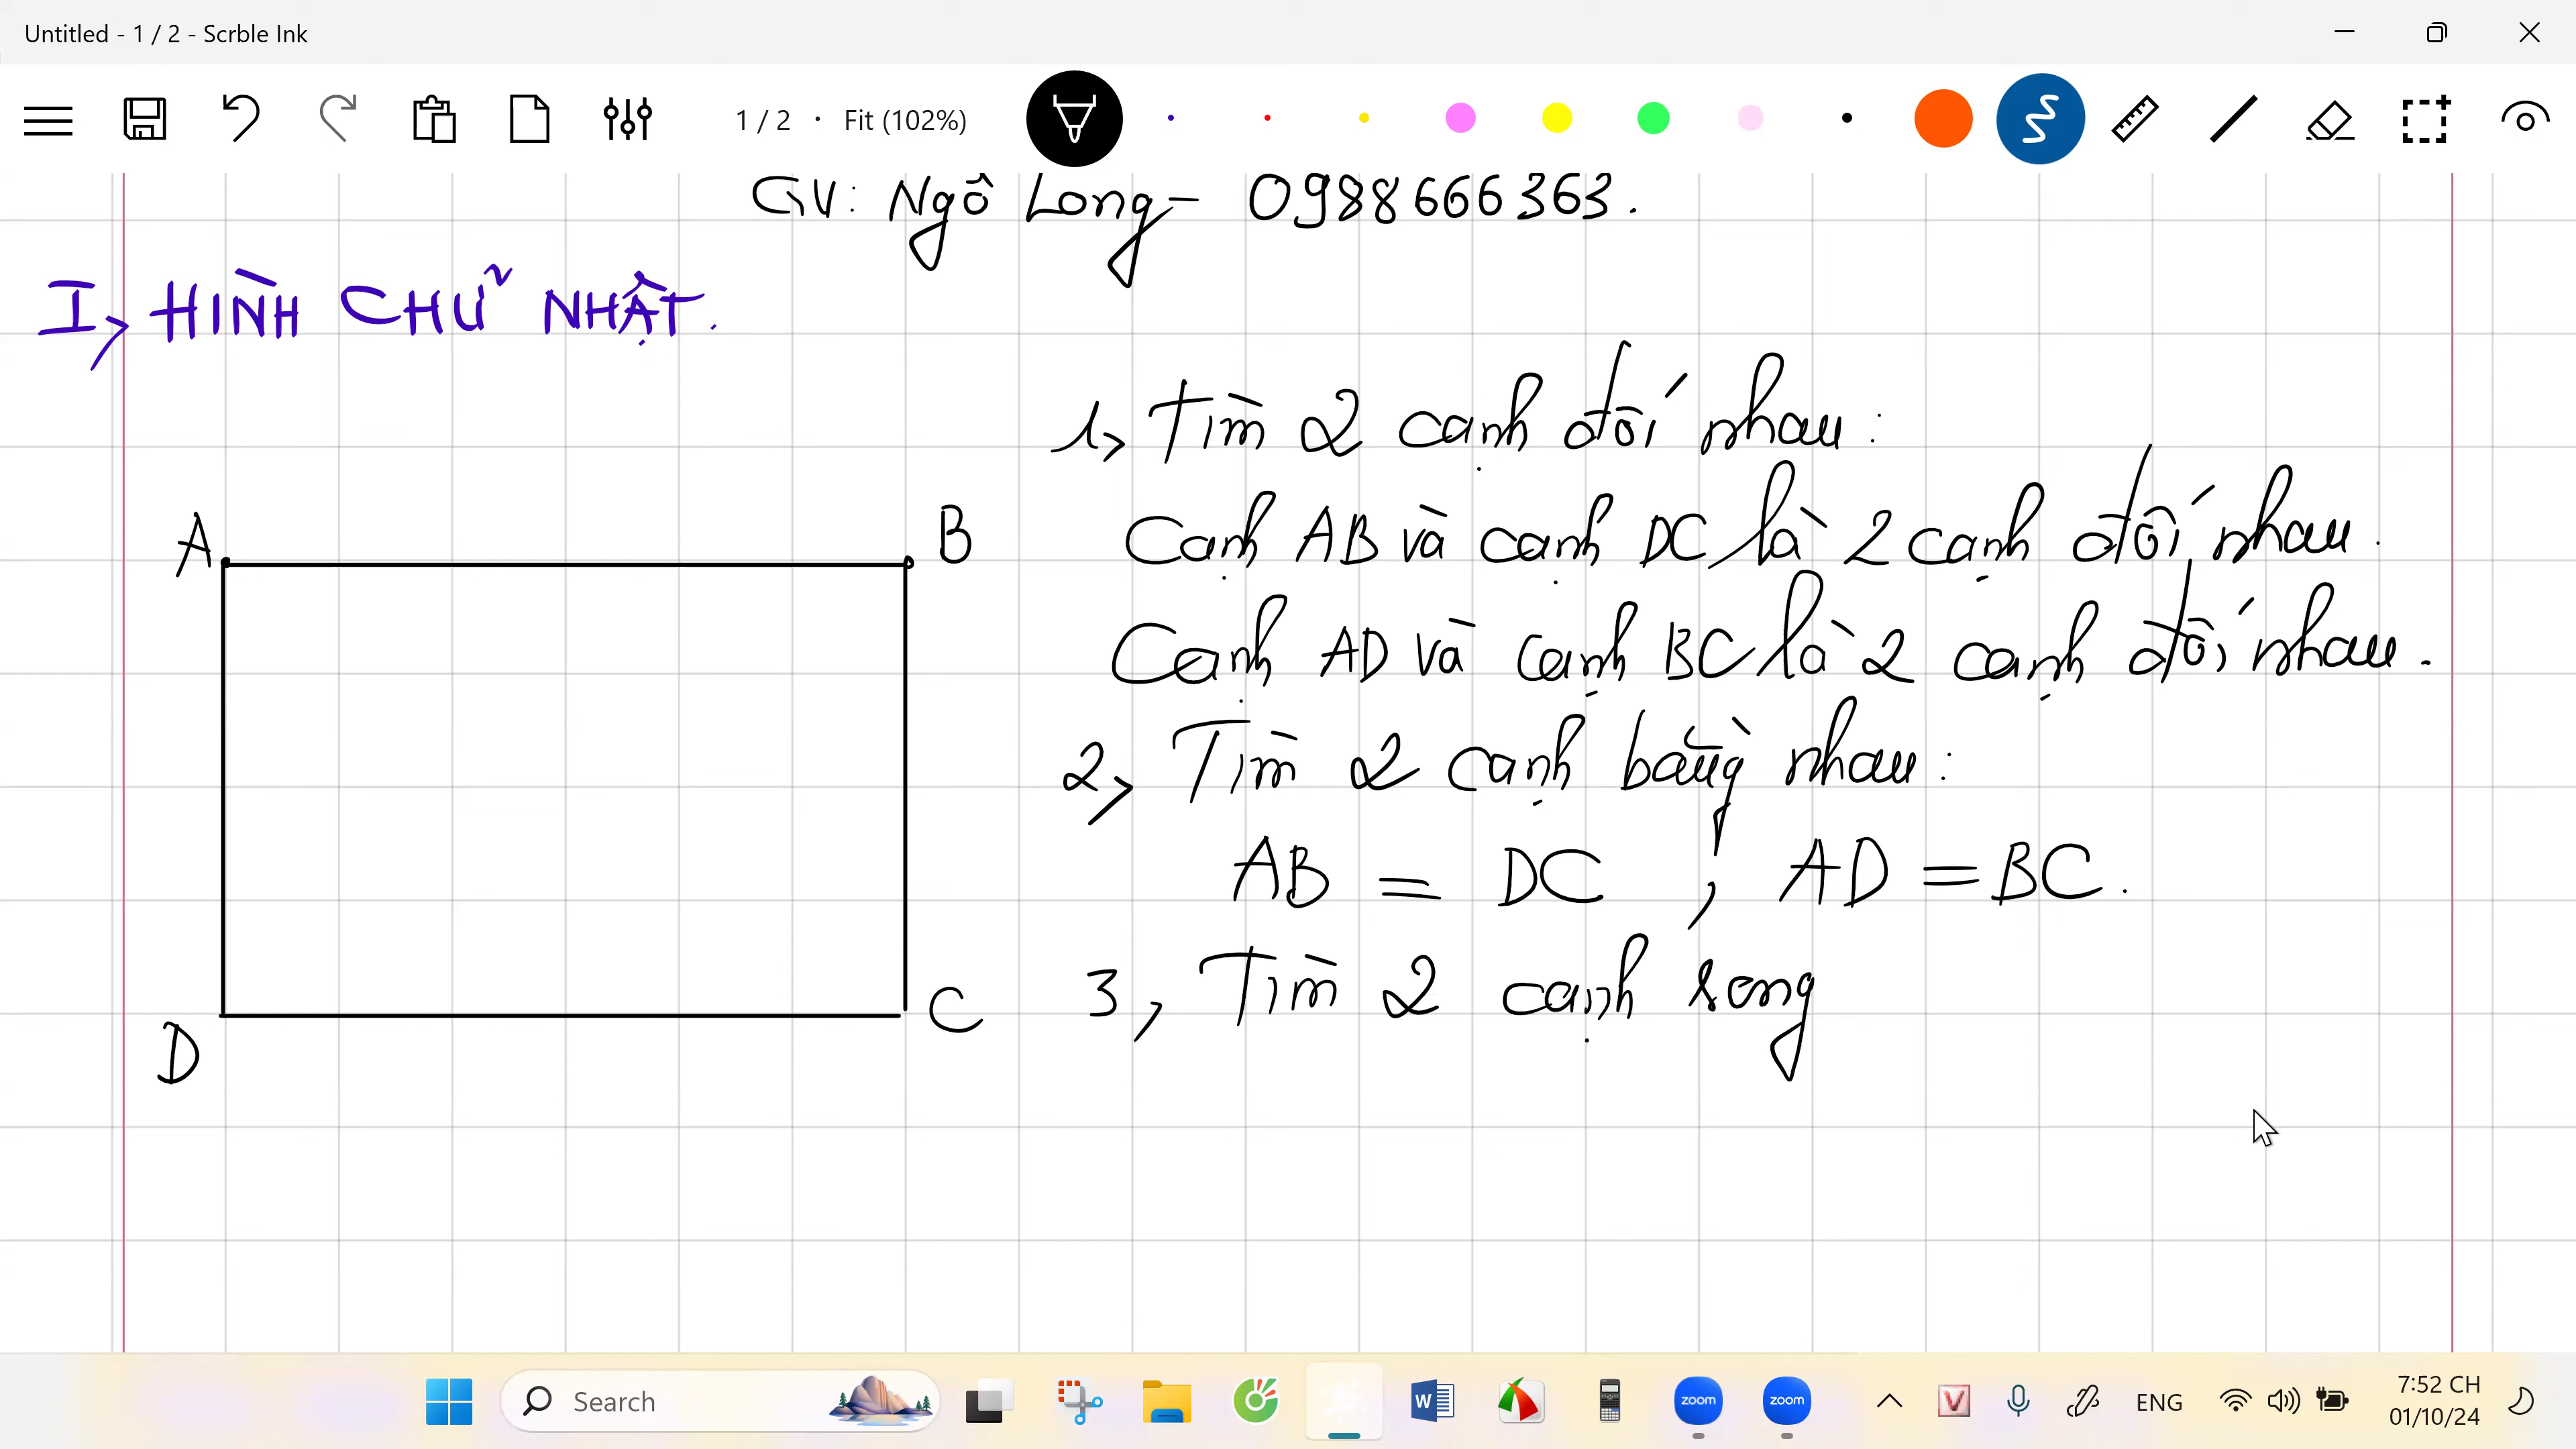 Untitled - 1 / 2 - Scrble Ink
1 / 2 · Fit (102%)
GV: Ngô Long - 0988666363.
I, HÌNH CHỮ NHẬT.
1, Tìm 2 cạnh đối nhau:
Cạnh AB và cạnh DC là 2 cạnh đối nhau.
Cạnh AD và cạnh BC là 2 cạnh đối nhau.
2, Tìm 2 cạnh bằng nhau:
AB = DC , AD = BC.
3, Tìm 2 cạnh song
A
B
C
D
Search
zoom
zoom
ENG
7:52 CH
01/10/24